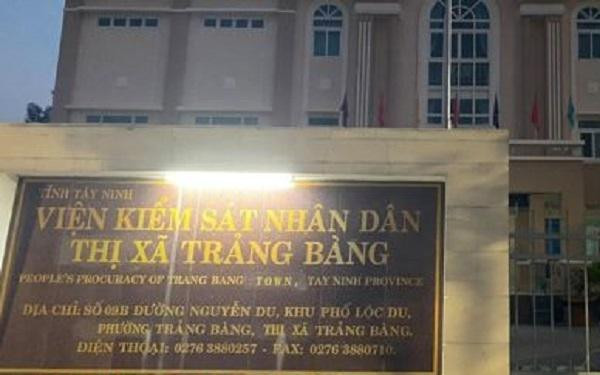 TỈNH TÂY NINH
VIỆN KIỂM SÁT NHÂN DÂN
THỊ XÃ TRẢNG BÀNG
PEOPLE'S PROCURACY OF TRANG BANG TOWN, TAY NINH PROVINCE
ĐỊA CHỈ: SỐ 09B ĐƯỜNG NGUYỄN DU, KHU PHỐ LỘC DU,
PHƯỜNG TRẢNG BÀNG, THỊ XÃ TRẢNG BÀNG.
ĐIỆN THOẠI: 0276 3880257 - FAX: 0276 3880710.